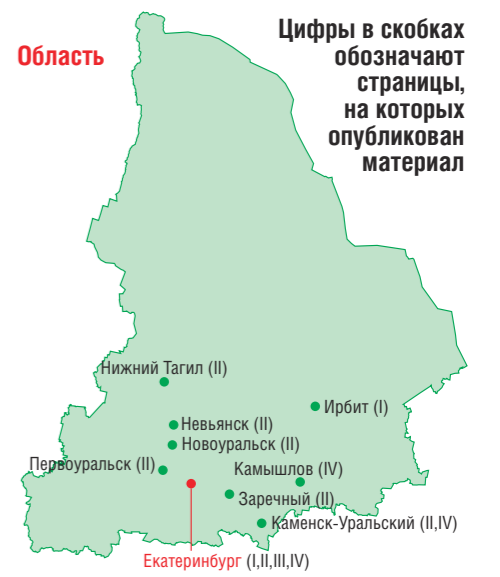 Область
Цифры в скобках
обозначают
страницы,
на которых
опубликован
материал
Нижний Тагил (II)
Ирбит (I)
Невьянск (II)
Новоуральск (II)
Первоуральск (II)
Камышлов (IV)
Заречный (II)
Каменск-Уральский (II,IV)
Екатеринбург (I,II,III,IV)